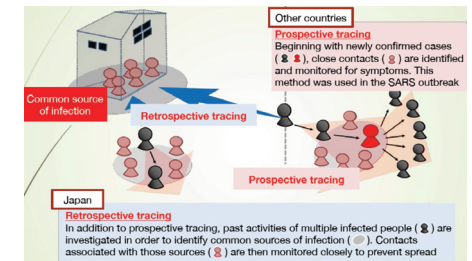 Other countries
Prospective tracing
Beginning with newly confirmed cases
( ), close contacts ( ) are identified
and monitored for symptoms. This
method was used in the SARS outbreak
Common source
of infection
Retrospective tracing
Prospective tracing
Japan
Retrospective tracing
In addition to prospective tracing, past activities of multiple infected people ( ) are
investigated in order to identify common sources of infection ( ). Contacts
associated with those sources ( ) are then monitored closely to prevent spread